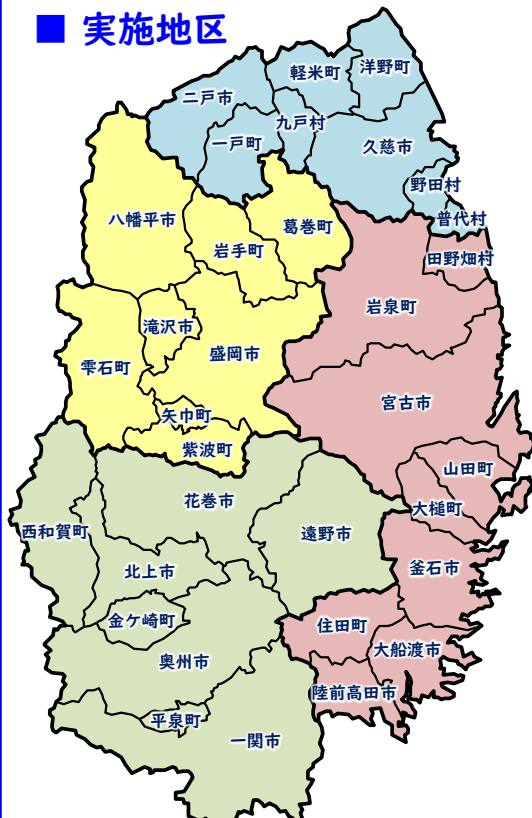 ■ 実施地区
洋野町
軽米町
二戸市
九戸村
一戸町
久慈市
野田村
普代村
八幡平市
葛巻町
岩手町
田野畑村
岩泉町
滝沢市
盛岡市
雫石町
宮古市
矢巾町
紫波町
山田町
花巻市
大槌町
西和賀町
遠野市
釜石市
北上市
金ケ崎町
住田町
大船渡市
奥州市
陸前高田市
平泉町
一関市